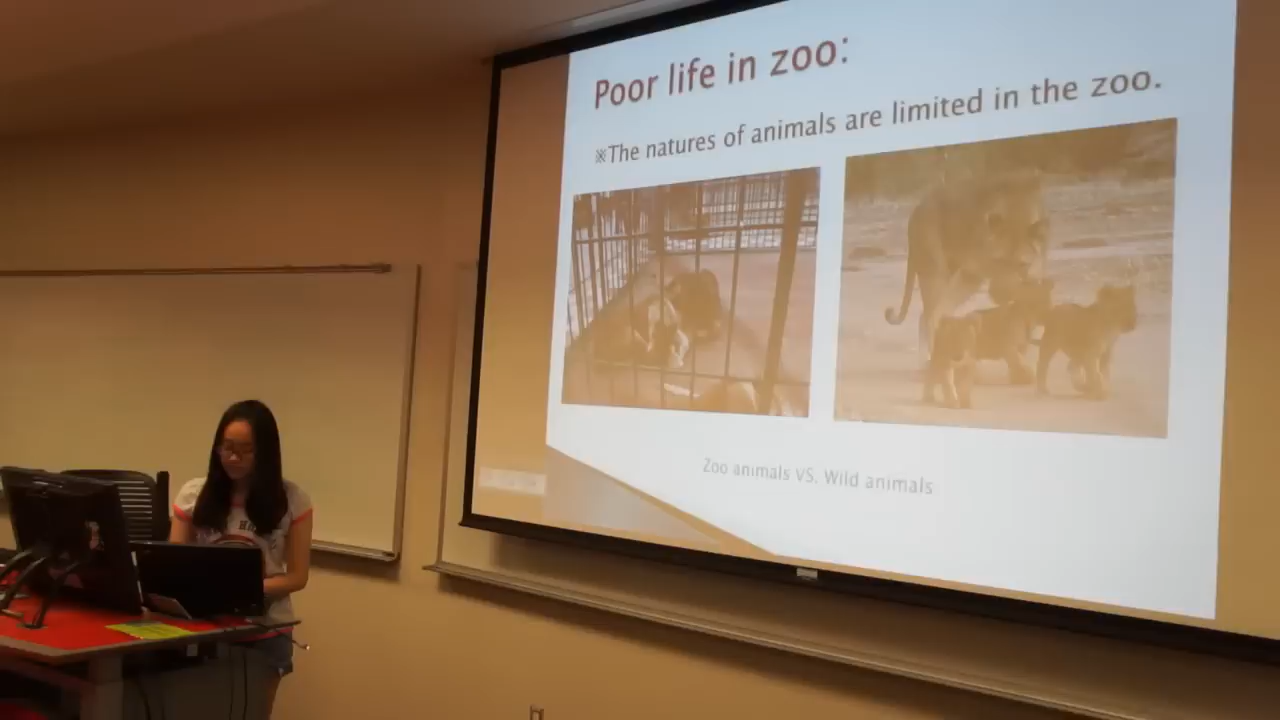 Poor life in zoo:
※The natures of animals are limited in the zoo.
Zoo animals VS. Wild animals